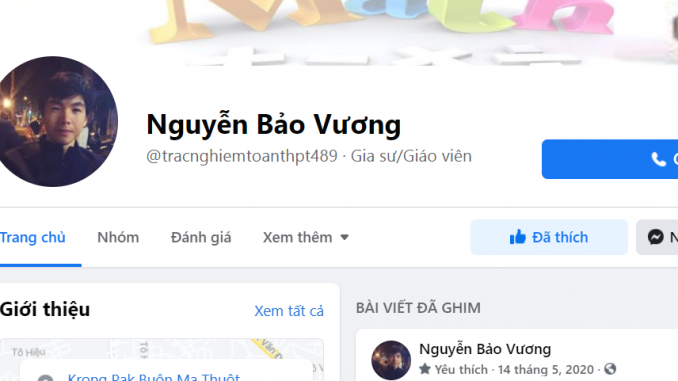 Math
Nguyễn Bảo Vương
@tracnghiemtoanthpt489 · Gia sư/Giáo viên
Trang chủ Nhóm Đánh giá Xem thêm Đã thích N
Giới thiệu Xem tất cả
BÀI VIẾT ĐÃ GHIM
Nguyễn Bảo Vương
Tô Hiệu
Yêu thích · 14 tháng 5, 2020 ·
Krong Pak Buôn Ma Thuột